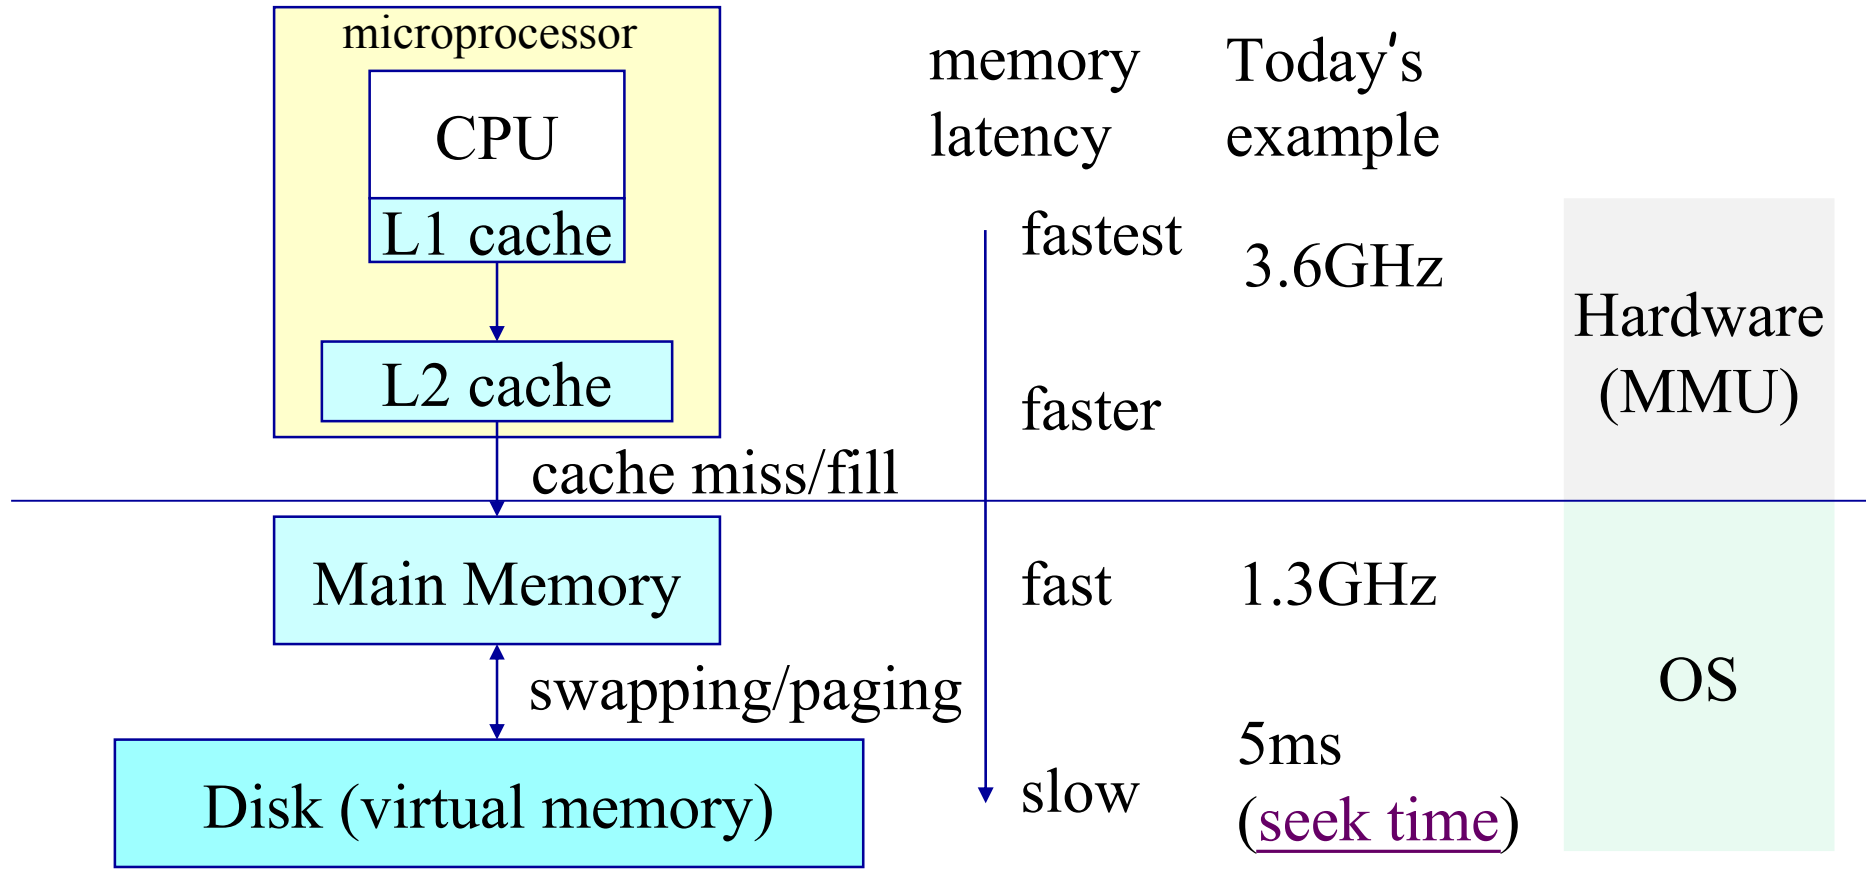 microprocessor
CPU
L1 cache
L2 cache
cache miss/fill
Main Memory
swapping/paging
Disk (virtual memory)
memory
latency
fastest
faster
fast
slow
Today's
example
3.6GHz
1.3GHz
5ms
(seek time)
Hardware
(MMU)
OS